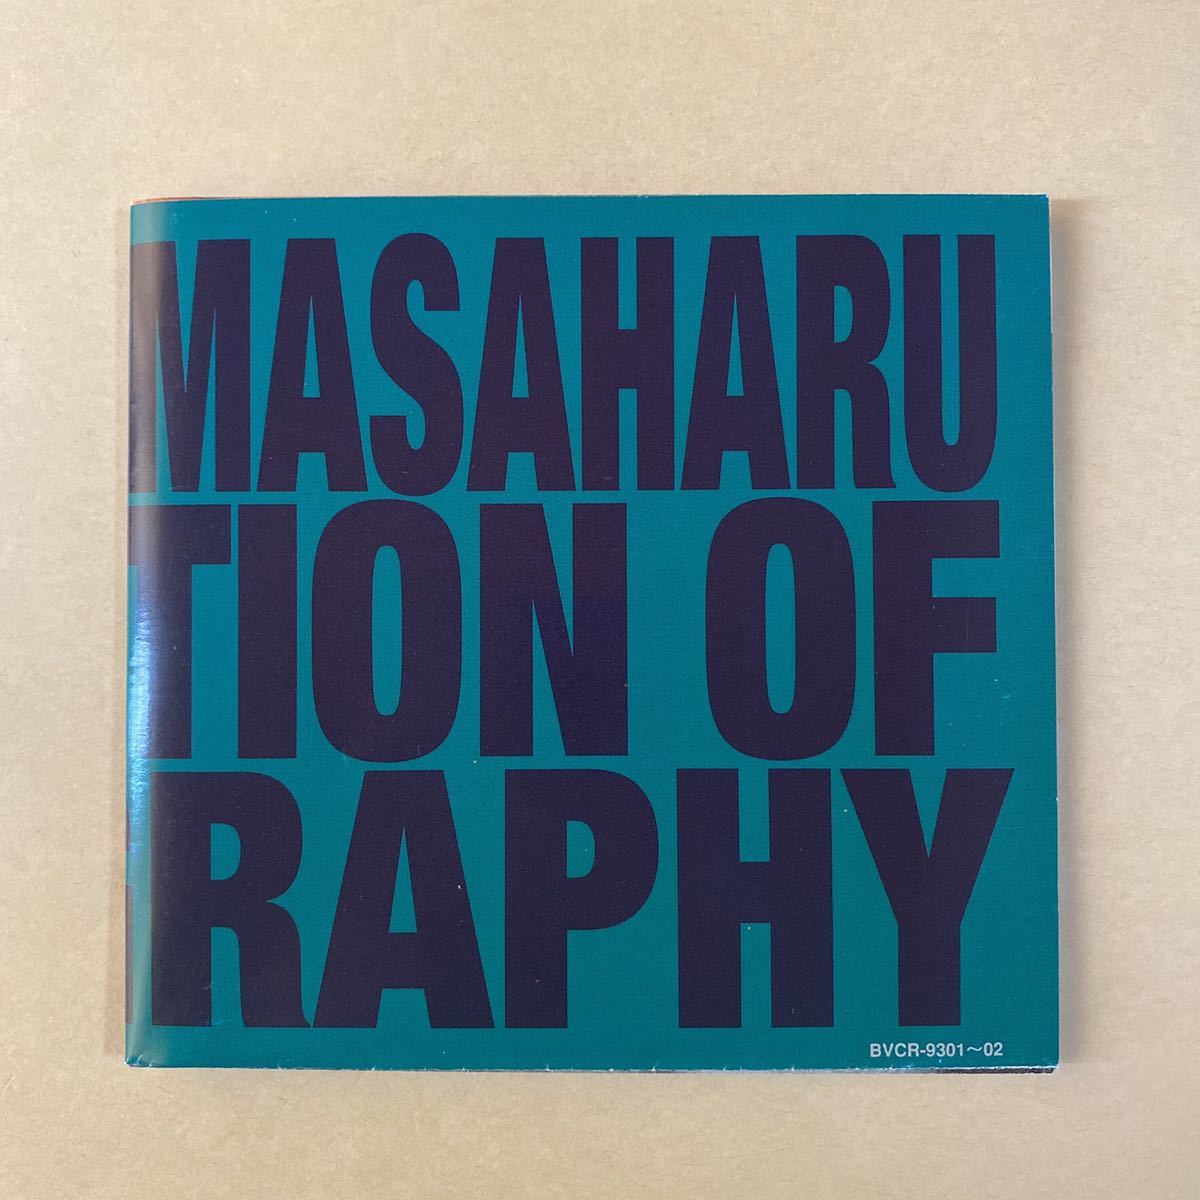 MASAHARU
TION OF
RAPHY
BVCR-9301～02